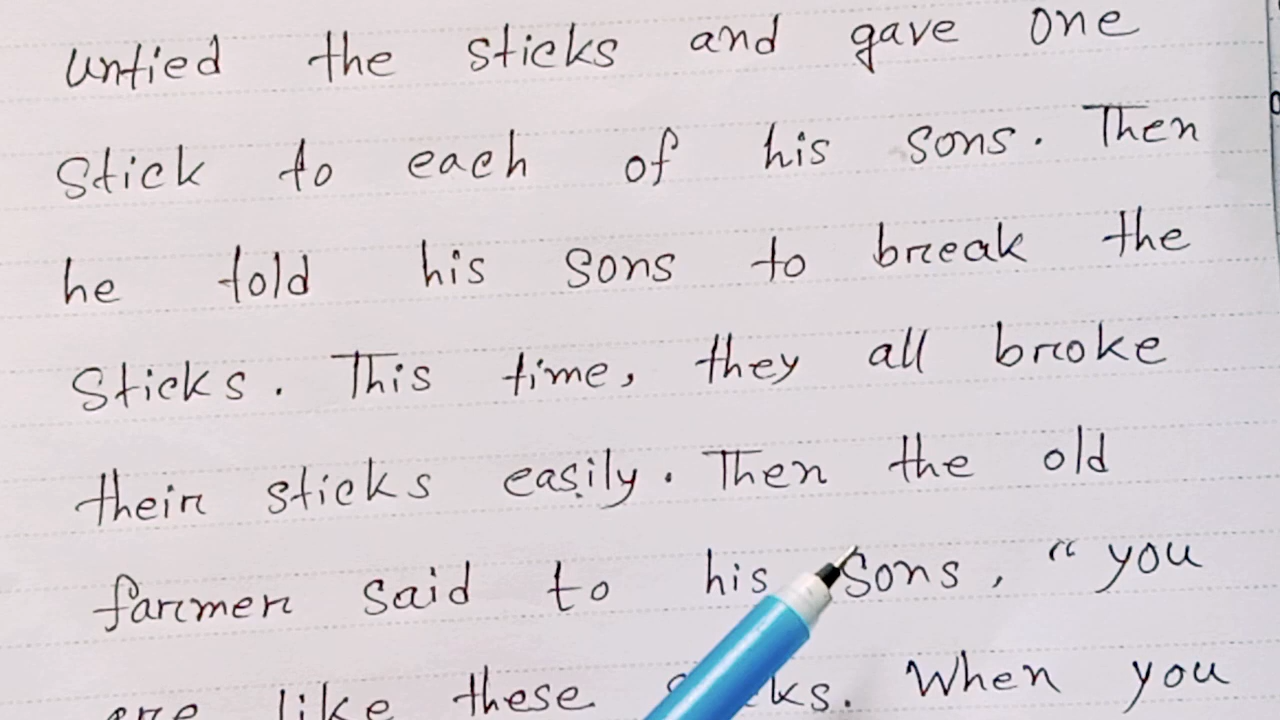 untied the sticks and gave one
stick to each of his sons. Then
he told his sons to break the
sticks. This time, they all broke
their sticks easily. Then the old
farmer said to his sons, "you
are like these When you